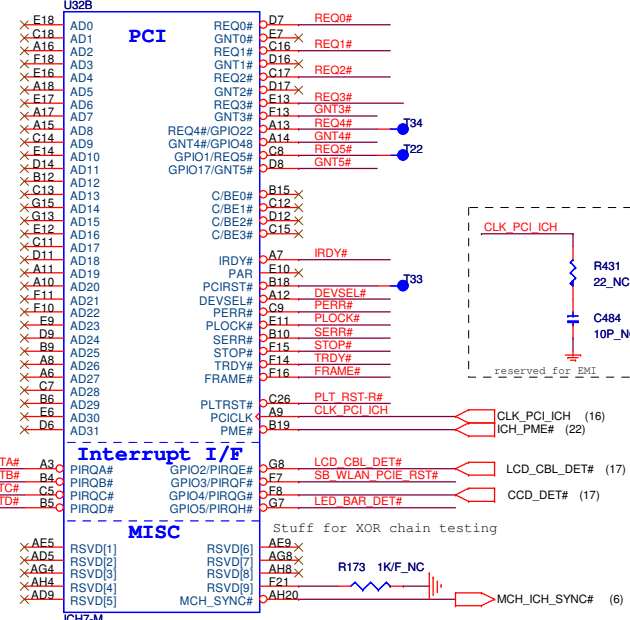 U32B
PCI
E18 AD0 REQ0# D7 REQ0#
C18 AD1 GNT0# E7
A16 AD2 REQ1# C16 REQ1#
F18 AD3 GNT1# D16
E16 AD4 REQ2# C17 REQ2#
A18 AD5 GNT2# D17
E17 AD6 REQ3# E13 REQ3#
A17 AD7 GNT3# F13 GNT3#
A15 AD8 REQ4#/GPIO22 A13 REQ4# T34
C14 AD9 GNT4#/GPIO48 A14 GNT4#
E14 AD10 GPIO1/REQ5# C8 REQ5# T22
D14 AD11 GPIO17/GNT5# D8 GNT5#
B12 AD12
C13 AD13 C/BE0# B15
G15 AD14 C/BE1# C12
G13 AD15 C/BE2# D12
E12 AD16 C/BE3# C15
C11 AD17
D11 AD18 IRDY# A7 IRDY#
A11 AD19 PAR E10
A10 AD20 PCIRST# B18 T33
F11 AD21 DEVSEL# A12 DEVSEL#
F10 AD22 PERR# C9 PERR#
E9 AD23 PLOCK# E11 PLOCK#
D9 AD24 SERR# B10 SERR#
B9 AD25 STOP# F15 STOP#
A8 AD26 TRDY# F14 TRDY#
A6 AD27 FRAME# F16 FRAME#
C7 AD28
B6 AD29 PLTRST# C26 PLT_RST-R#
E6 AD30 PCICLK A9 CLK_PCI_ICH CLK_PCI_ICH (16)
D6 AD31 PME# B19 ICH_PME# (22)
CLK_PCI_ICH
R431
22_NC
C484
10P_N
reserved for EMI
Interrupt I/F
TA# A3 PIRQA# GPIO2/PIRQE# G8 LCD_CBL_DET# LCD_CBL_DET# (17)
TB# B4 PIRQB# GPIO3/PIRQF# F7 SB_WLAN_PCIE_RST#
TC# C5 PIRQC# GPIO4/PIRQG# F8 CCD_DET# (17)
TD# B5 PIRQD# GPIO5/PIRQH# G7 LED_BAR_DET#
MISC
Stuff for XOR chain testing
AE5 RSVD[1] RSVD[6] AE9
AD5 RSVD[2] RSVD[7] AG8
AG4 RSVD[3] RSVD[8] AH8
AH4 RSVD[4] RSVD[9] F21 R173 1K/F_NC
AD9 RSVD[5] MCH_SYNC# AH20 MCH_ICH_SYNC# (6)
ICH7-M